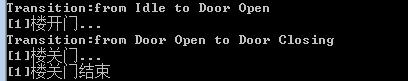 Transition:from Idle to Door Open
[1]楼开门...
Transition:from Door Open to Door Closing
[1]楼关门...
[1]楼关门结束